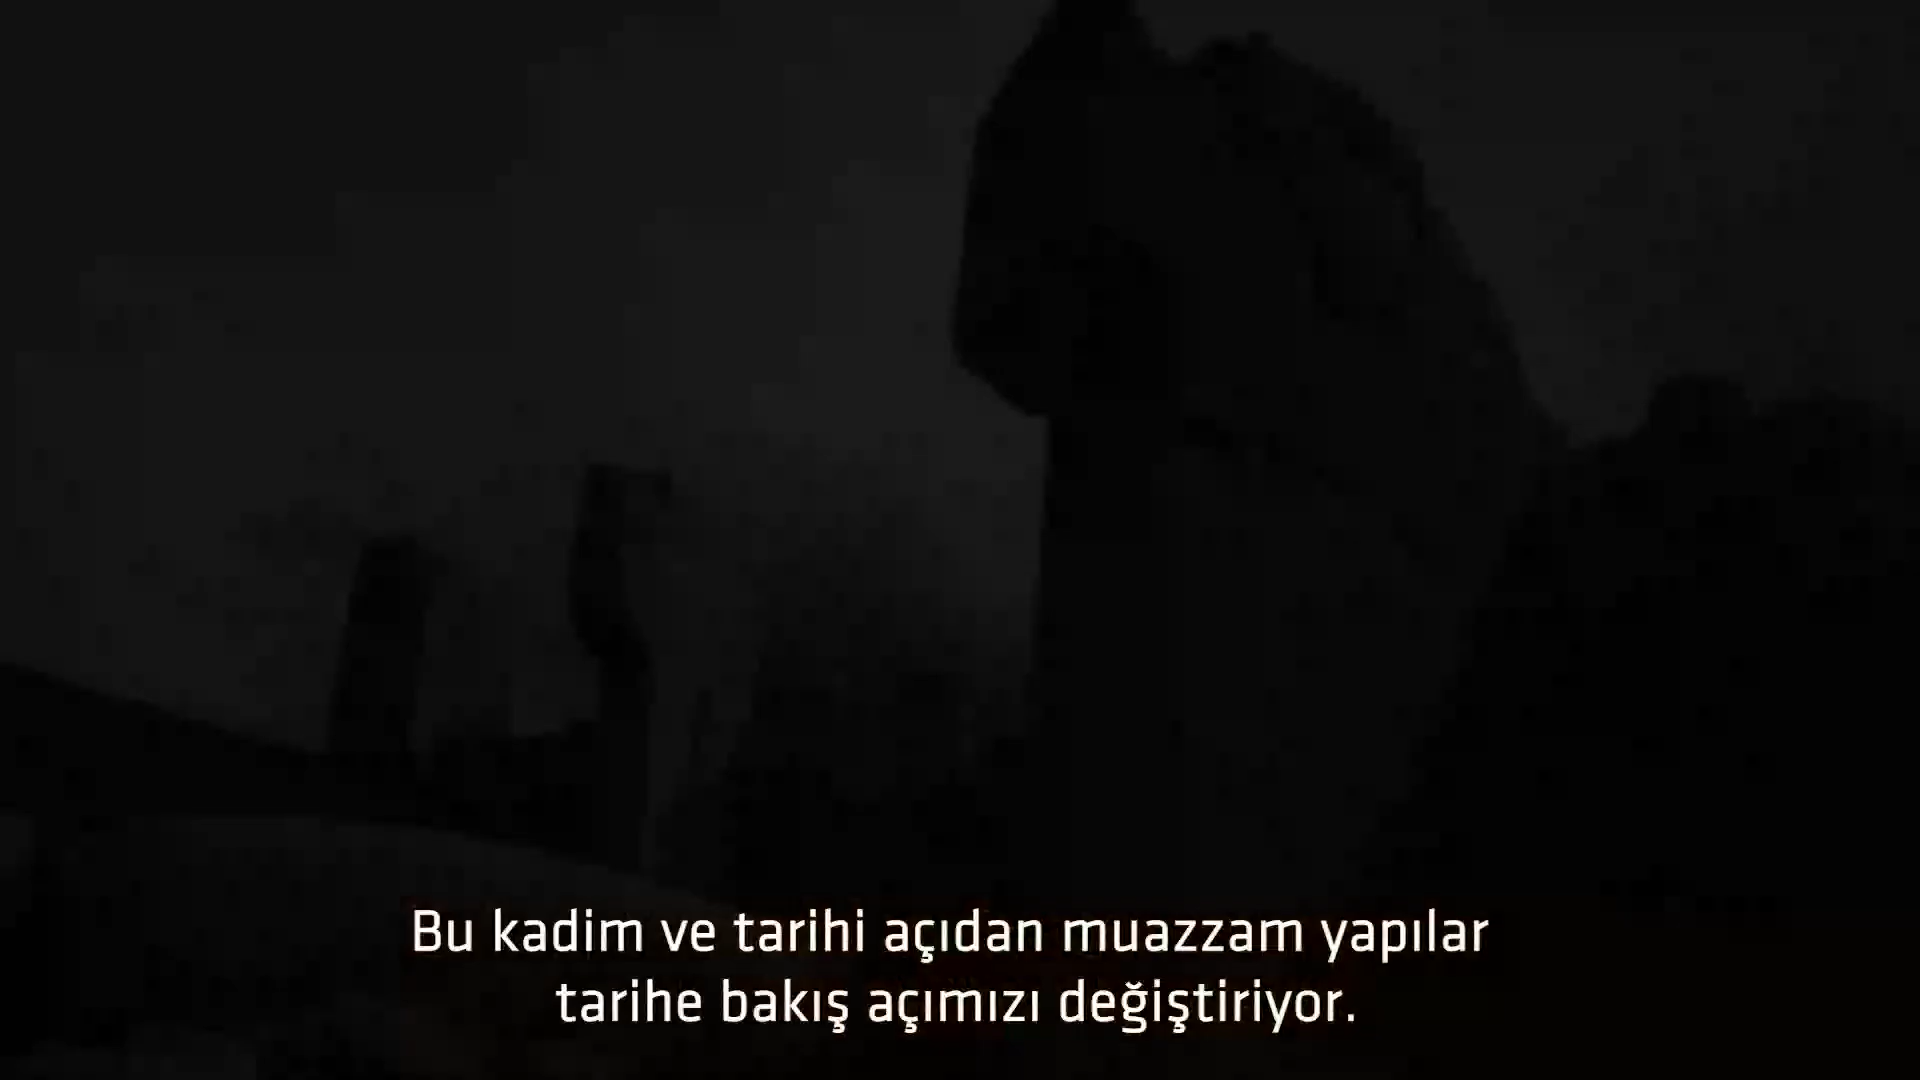 Bu kadim ve tarihi açıdan muazzam yapılar
tarihe bakış açımızı değiştiriyor.